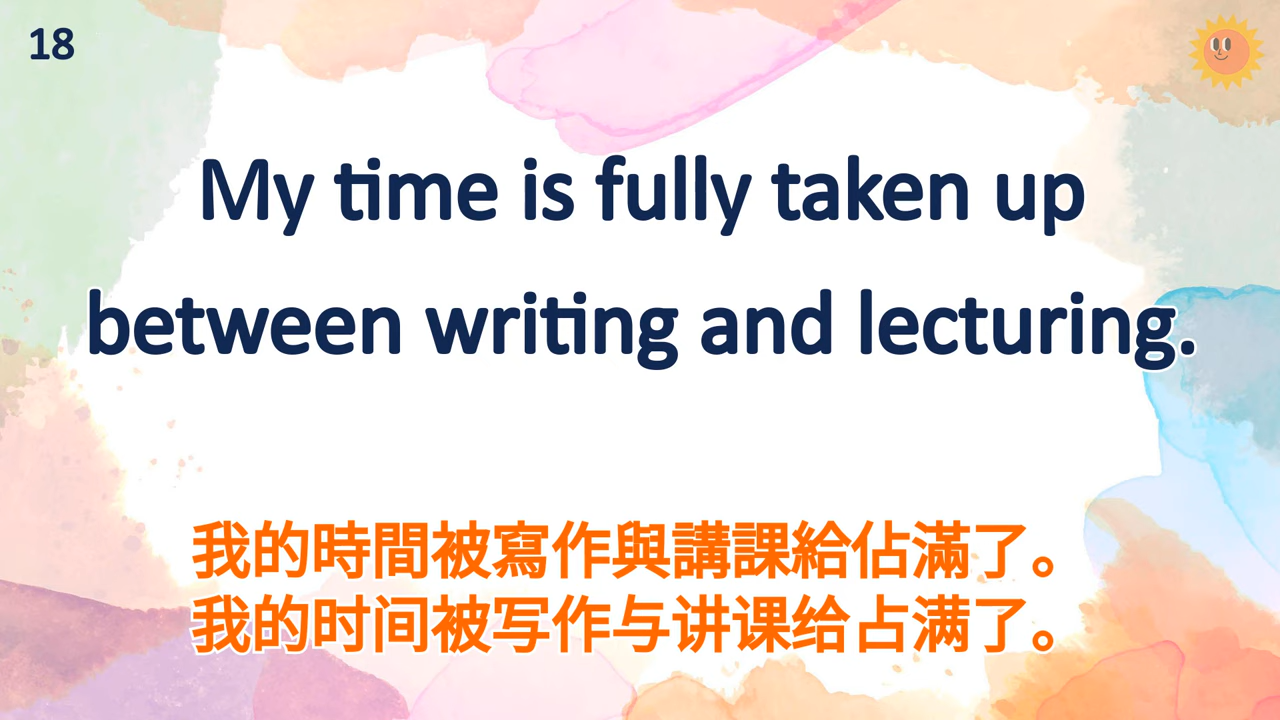 18
My time is fully taken up
between writing and lecturing.
我的時間被寫作與講課給佔滿了。
我的时间被写作与讲课给占满了。